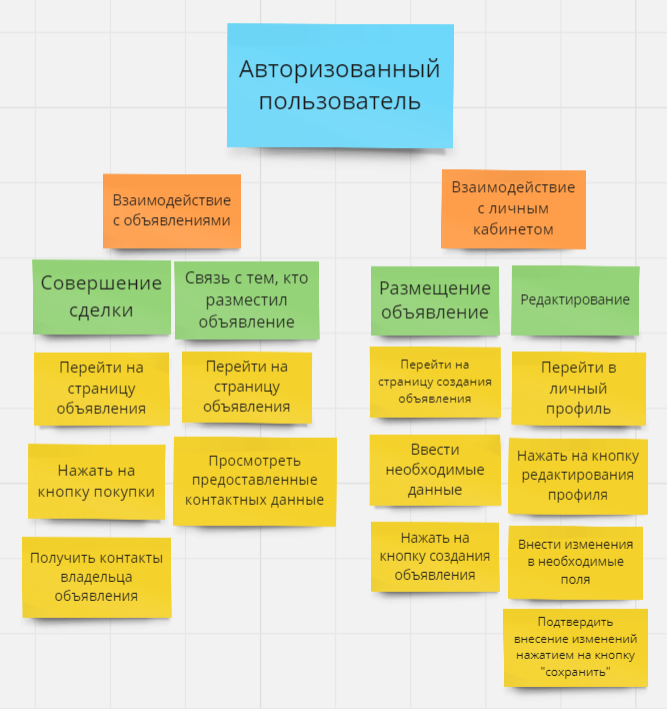 Авторизованный
пользователь
Взаимодействие
с объявлениями
Взаимодействие
с личным
кабинетом
Совершение
сделки
Связь с тем, кто
разместил
объявление
Размещение
объявление
Редактирование
Перейти на
страницу
объявления
Перейти на
страницу
объявления
Перейти на
страницу создания
объявления
Перейти в
личный
профиль
Нажать на
кнопку покупки
Просмотреть
предоставленные
контактных данные
Ввести
необходимые
данные
Нажать на кнопку
редактирования
профиля
Получить контакты
владельца
объявления
Нажать на
кнопку создания
объявления
Внести изменения
в необходимые
поля
Подтвердить
внесение изменений
нажатием на кнопку
"сохранить"